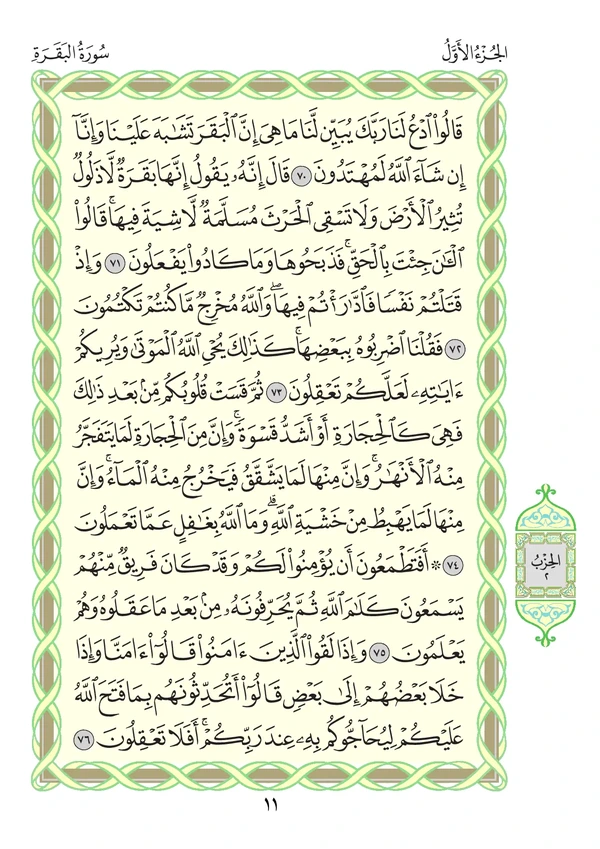 الجُزْءُ الأَوَّلُ
سُورَةُ البَقَرَةِ
قَالُواْ ٱدْعُ لَنَا رَبَّكَ يُبَيِّن لَّنَا مَا هِىَ إِنَّ ٱلْبَقَرَ تَشَٰبَهَ عَلَيْنَا وَإِنَّآ
إِن شَآءَ ٱللَّهُ لَمُهْتَدُونَ ٧٠ قَالَ إِنَّهُۥ يَقُولُ إِنَّهَا بَقَرَةٌ لَّا ذَلُولٌ
تُثِيرُ ٱلْأَرْضَ وَلَا تَسْقِى ٱلْحَرْثَ مُسَلَّمَةٌ لَّا شِيَةَ فِيهَاۚ قَالُواْ
ٱلْـَٰٔنَ جِئْتَ بِٱلْحَقِّۚ فَذَبَحُوهَا وَمَا كَادُواْ يَفْعَلُونَ ٧١ وَإِذْ
قَتَلْتُمْ نَفْسًا فَٱدَّٰرَْٰٔتُمْ فِيهَاۖ وَٱللَّهُ مُخْرِجٌ مَّا كُنتُمْ تَكْتُمُونَ
٧٢ فَقُلْنَا ٱضْرِبُوهُ بِبَعْضِهَاۚ كَذَٰلِكَ يُحْىِ ٱللَّهُ ٱلْمَوْتَىٰ وَيُرِيكُمْ
ءَايَٰتِهِۦ لَعَلَّكُمْ تَعْقِلُونَ ٧٣ ثُمَّ قَسَتْ قُلُوبُكُم مِّنۢ بَعْدِ ذَٰلِكَ
فَهِىَ كَٱلْحِجَارَةِ أَوْ أَشَدُّ قَسْوَةًۚ وَإِنَّ مِنَ ٱلْحِجَارَةِ لَمَا يَتَفَجَّرُ
مِنْهُ ٱلْأَنْهَٰرُۚ وَإِنَّ مِنْهَا لَمَا يَشَّقَّقُ فَيَخْرُجُ مِنْهُ ٱلْمَآءُۚ وَإِنَّ
مِنْهَا لَمَا يَهْبِطُ مِنْ خَشْيَةِ ٱللَّهِۗ وَمَا ٱللَّهُ بِغَٰفِلٍ عَمَّا تَعْمَلُونَ
٧٤ ۞ أَفَتَطْمَعُونَ أَن يُؤْمِنُواْ لَكُمْ وَقَدْ كَانَ فَرِيقٌ مِّنْهُمْ
يَسْمَعُونَ كَلَٰمَ ٱللَّهِ ثُمَّ يُحَرِّفُونَهُۥ مِنۢ بَعْدِ مَا عَقَلُوهُ وَهُمْ
يَعْلَمُونَ ٧٥ وَإِذَا لَقُواْ ٱلَّذِينَ ءَامَنُواْ قَالُوٓاْ ءَامَنَّا وَإِذَا
خَلَا بَعْضُهُمْ إِلَىٰ بَعْضٍ قَالُوٓاْ أَتُحَدِّثُونَهُم بِمَا فَتَحَ ٱللَّهُ
عَلَيْكُمْ لِيُحَآجُّوكُم بِهِۦ عِندَ رَبِّكُمْۚ أَفَلَا تَعْقِلُونَ ٧٦
الحِزْبُ
٢
١١